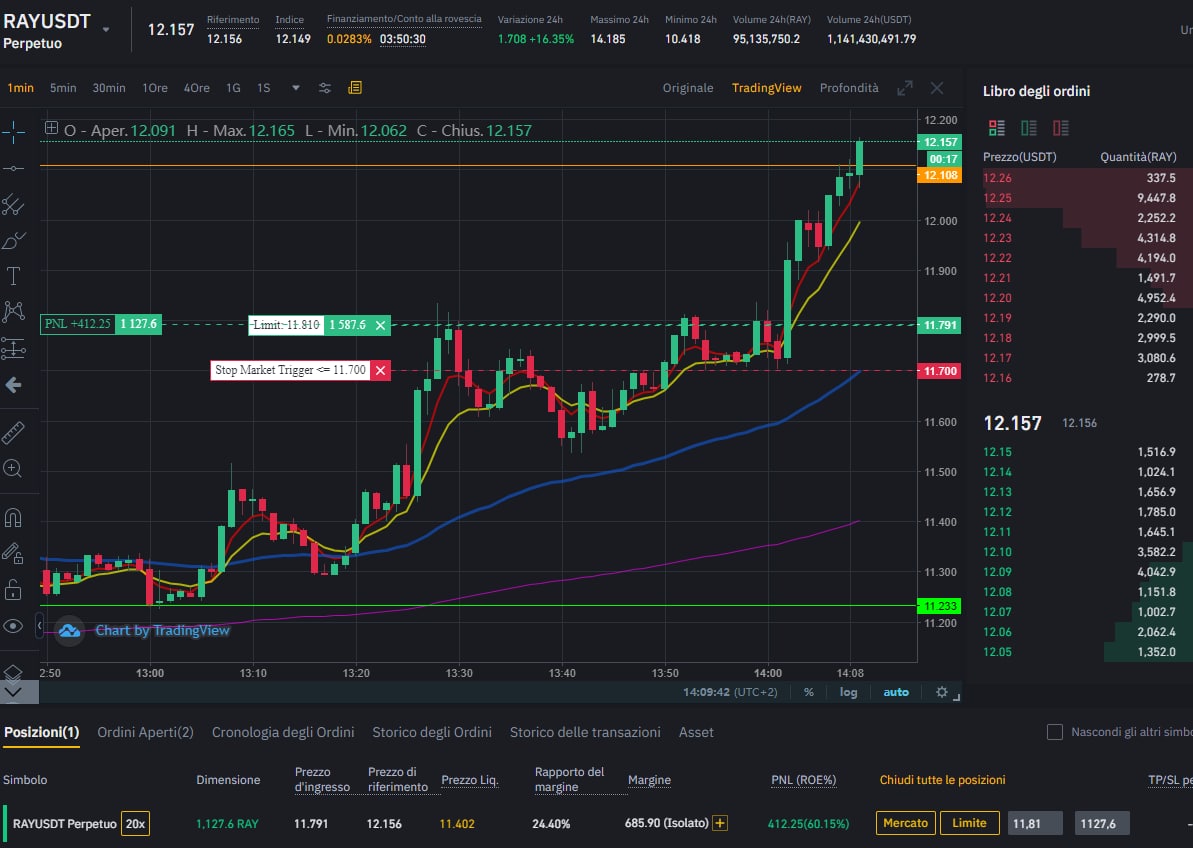 RAYUSDT
Perpetuo
12.157
Riferimento
12.156
Indice
12.149
Finanziamento/Conto alla rovescia
0.0283% 03:50:30
Variazione 24h
1.708 +16.35%
Massimo 24h
14.185
Minimo 24h
10.418
Volume 24h(RAY)
95,135,750.2
Volume 24h(USDT)
1,141,430,491.79
1min 5min 30min 1Ore 4Ore 1G 1S
Originale TradingView Profondità
O - Aper. 12.091 H - Max. 12.165 L - Min. 12.062 C - Chius. 12.157
12.200
12.157
00:17
12.108
12.000
11.900
PNL +412.25 1 127.6
Limit: 11.810 1 587.6
11.791
Stop Market Trigger <= 11.700
11.700
11.600
11.500
11.400
11.300
11.233
11.200
Chart by TradingView
2:50 13:00 13:10 13:20 13:30 13:40 13:50 14:00 14:08
14:09:42 (UTC+2) % log auto
Libro degli ordini
Prezzo(USDT) Quantità(RAY)
12.26 337.5
12.25 9,447.8
12.24 2,252.2
12.23 4,314.8
12.22 4,194.0
12.21 1,491.7
12.20 4,952.4
12.19 2,290.0
12.18 2,999.5
12.17 3,080.6
12.16 278.7
12.157 12.156
12.15 1,516.9
12.14 1,024.1
12.13 1,656.9
12.12 1,785.0
12.11 1,645.1
12.10 3,582.2
12.09 4,042.9
12.08 1,151.8
12.07 1,002.7
12.06 2,062.4
12.05 1,352.0
Posizioni(1) Ordini Aperti(2) Cronologia degli Ordini Storico degli Ordini Storico delle transazioni Asset
Nascondi gli altri simbo
Simbolo
Dimensione
Prezzo
d'ingresso
Prezzo di
riferimento
Prezzo Liq.
Rapporto del
margine
Margine
PNL (ROE%)
Chiudi tutte le posizioni
TP/SL pe
RAYUSDT Perpetuo 20x 1,127.6 RAY 11.791 12.156 11.402 24.40% 685.90 (Isolato) 412.25(60.15%) Mercato Limite 11,81 1127,6